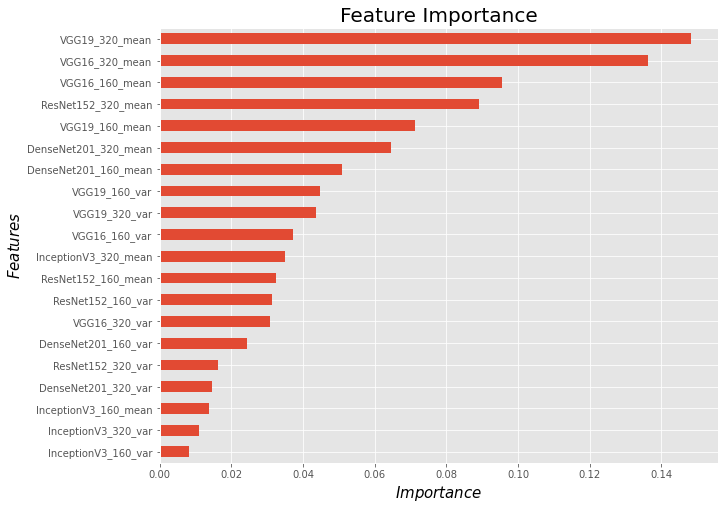 Feature Importance
VGG19_320_mean
VGG16_320_mean
VGG16_160_mean
ResNet152_320_mean
VGG19_160_mean
DenseNet201_320_mean
DenseNet201_160_mean
VGG19_160_var
VGG19_320_var
VGG16_160_var
InceptionV3_320_mean
ResNet152_160_mean
ResNet152_160_var
VGG16_320_var
DenseNet201_160_var
ResNet152_320_var
DenseNet201_320_var
InceptionV3_160_mean
InceptionV3_320_var
InceptionV3_160_var
Features
0.00 0.02 0.04 0.06 0.08 0.10 0.12 0.14
Importance